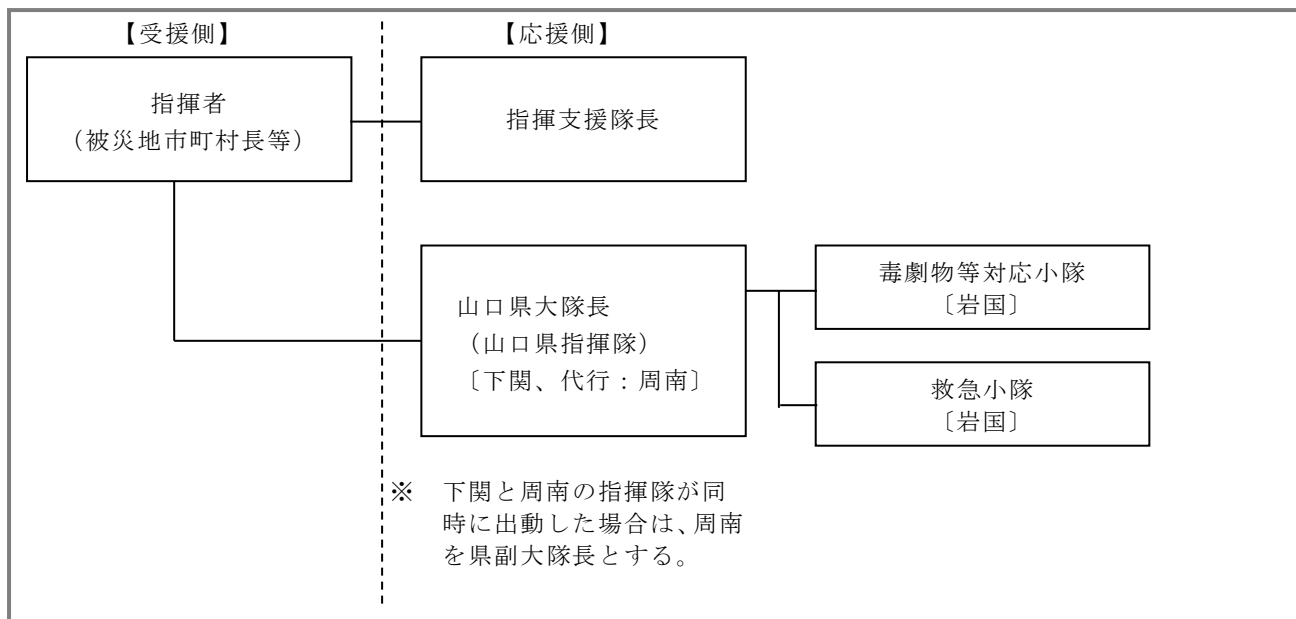 【受援側】
【応援側】
指揮者
（被災地市町村長等）
指揮支援隊長
山口県大隊長
（山口県指揮隊）
〔下関、代行：周南〕
毒劇物等対応小隊
〔岩国〕
救急小隊
〔岩国〕
※　下関と周南の指揮隊が同
時に出動した場合は、周南
を県副大隊長とする。